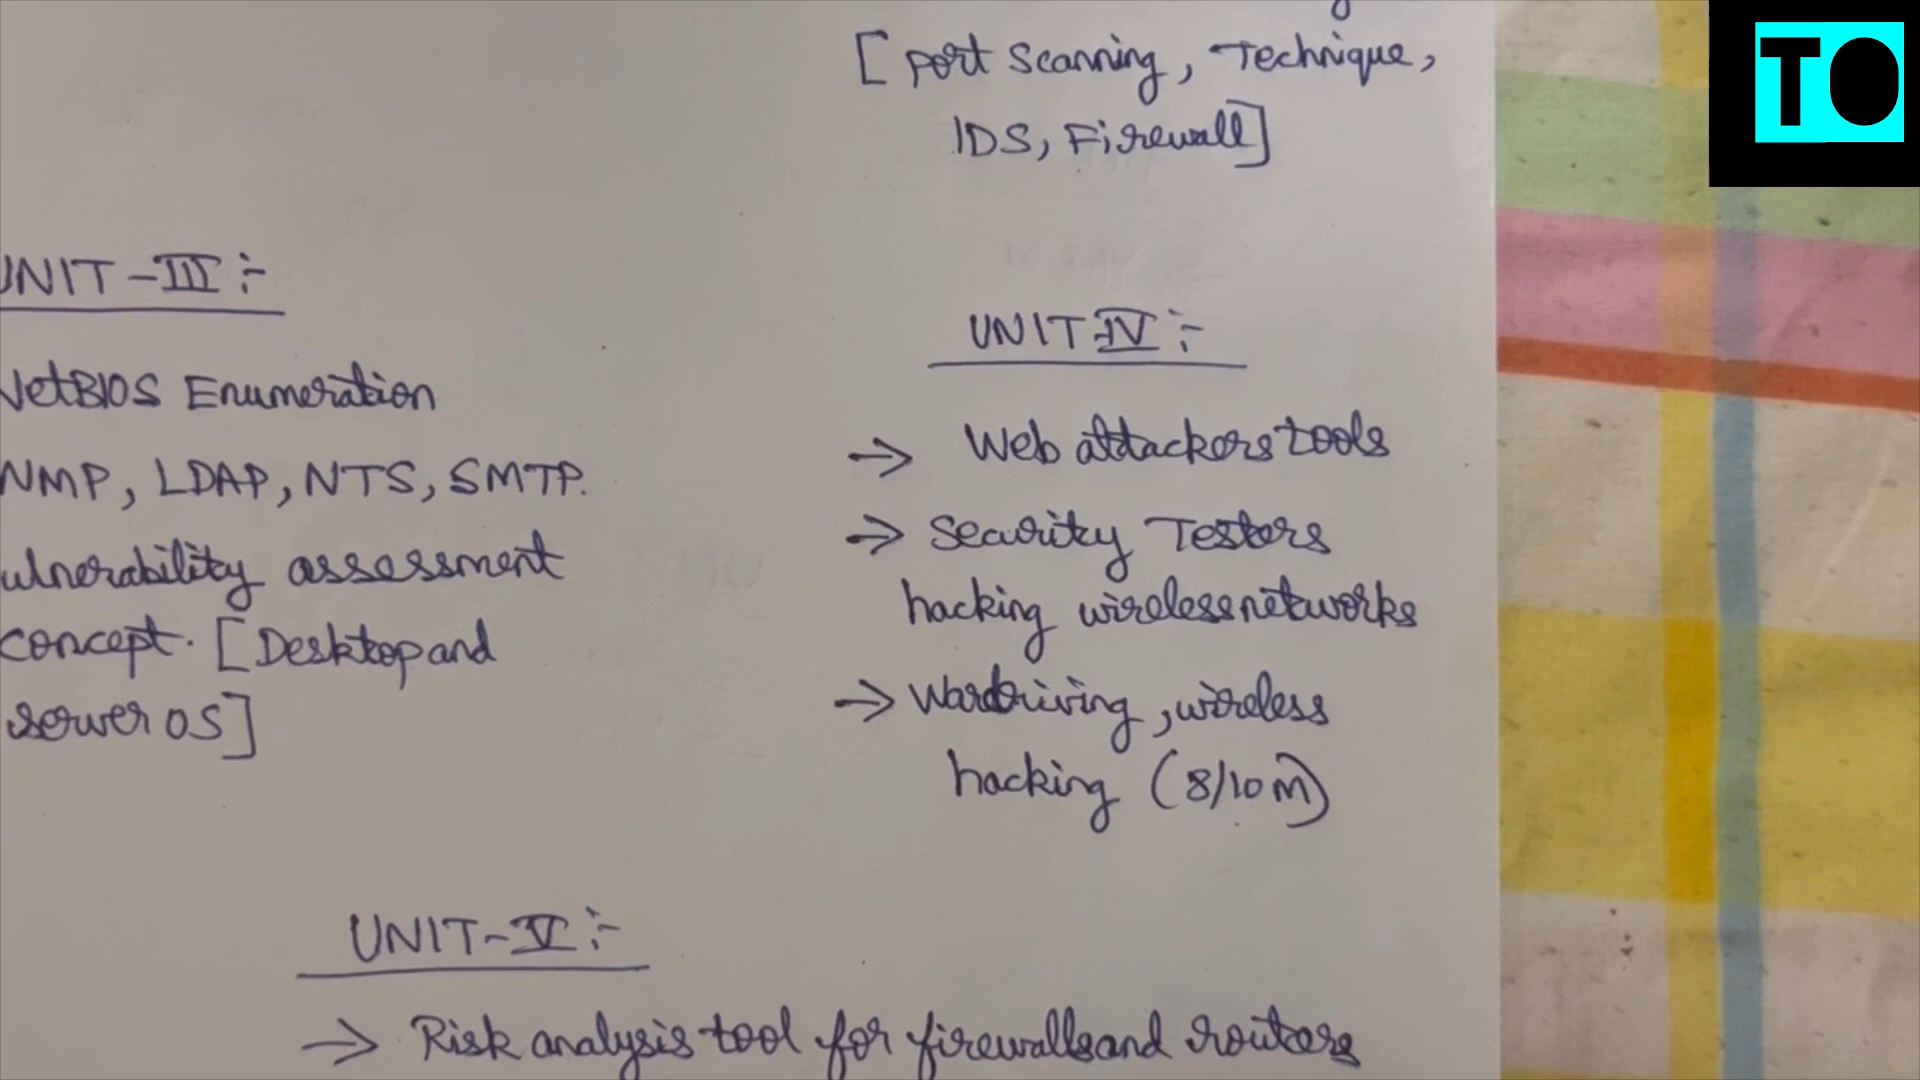 [port Scanning, Technique,
IDS, Firewall]
UNIT-III :-
NetBIOS Enumeration
NMP, LDAP, NTS, SMTP.
ulnerability assessment
concept. [Desktop and
server OS]
UNIT-IV :-
→ Web attackers tools
→ Security Testers
hacking wireless networks
→ Wardriving, wireless
hacking (8/10m)
UNIT-V :-
→ Risk analysis tool for firewalls and routers
TO